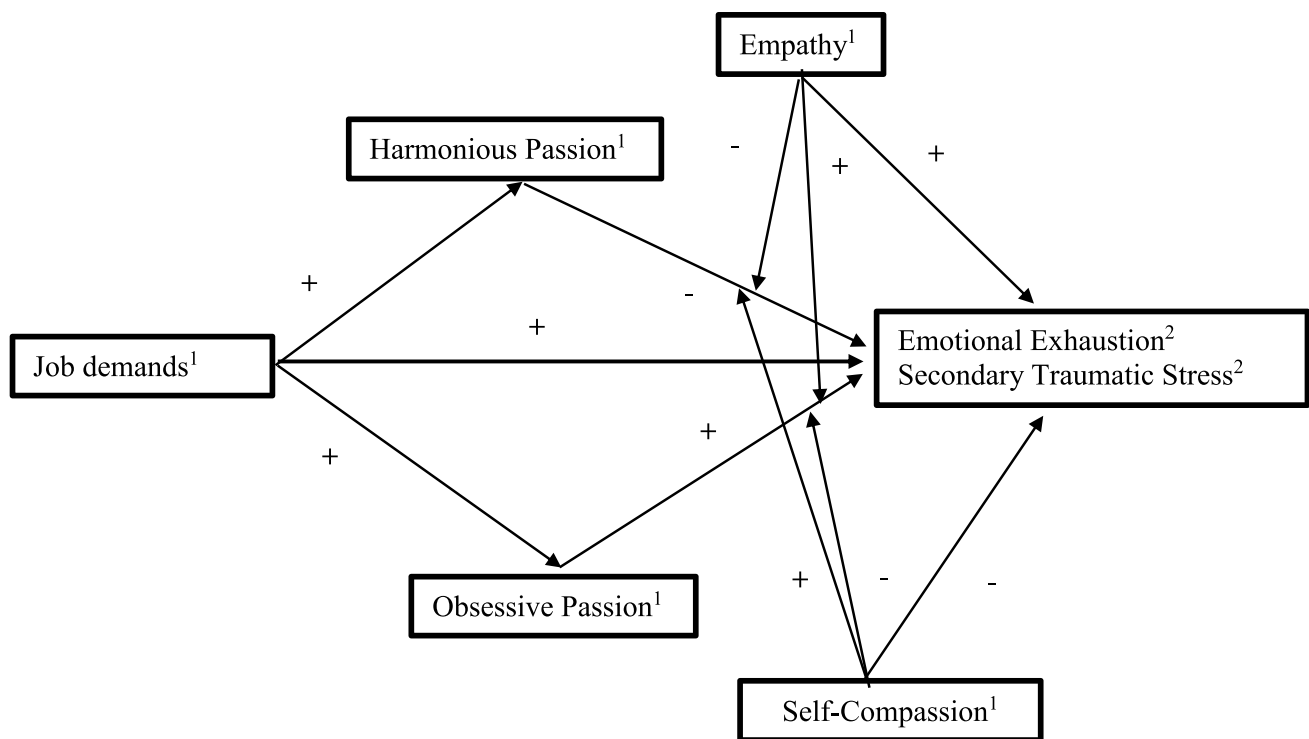 Empathy¹
Harmonious Passion¹
-
+
+
+
-
+
Job demands¹
Emotional Exhaustion²
Secondary Traumatic Stress²
+
+
Obsessive Passion¹
+
-
-
Self-Compassion¹